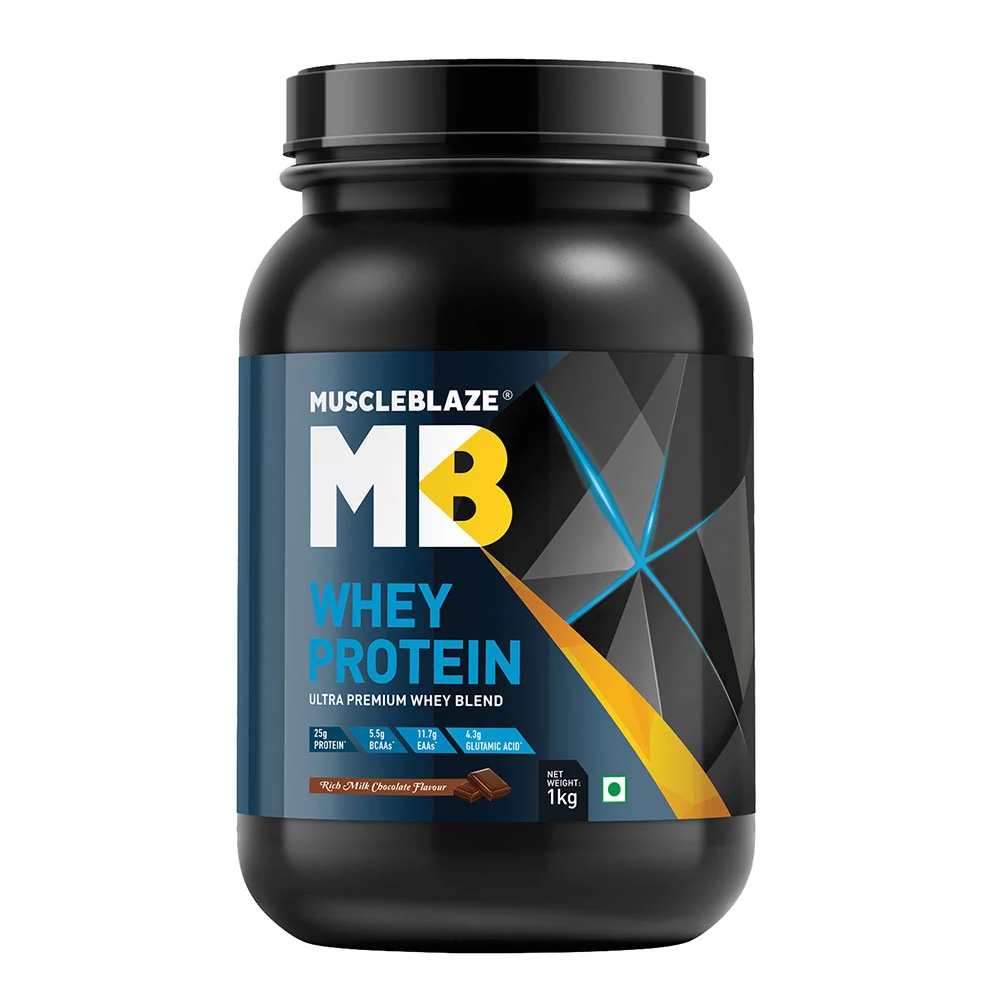 MUSCLEBLAZE®
MB
WHEY
PROTEIN
ULTRA PREMIUM WHEY BLEND
25g
PROTEIN*
5.5g
BCAAs*
11.7g
EAAs*
4.3g
GLUTAMIC ACID*
Rich Milk Chocolate Flavour
NET
WEIGHT:
1kg